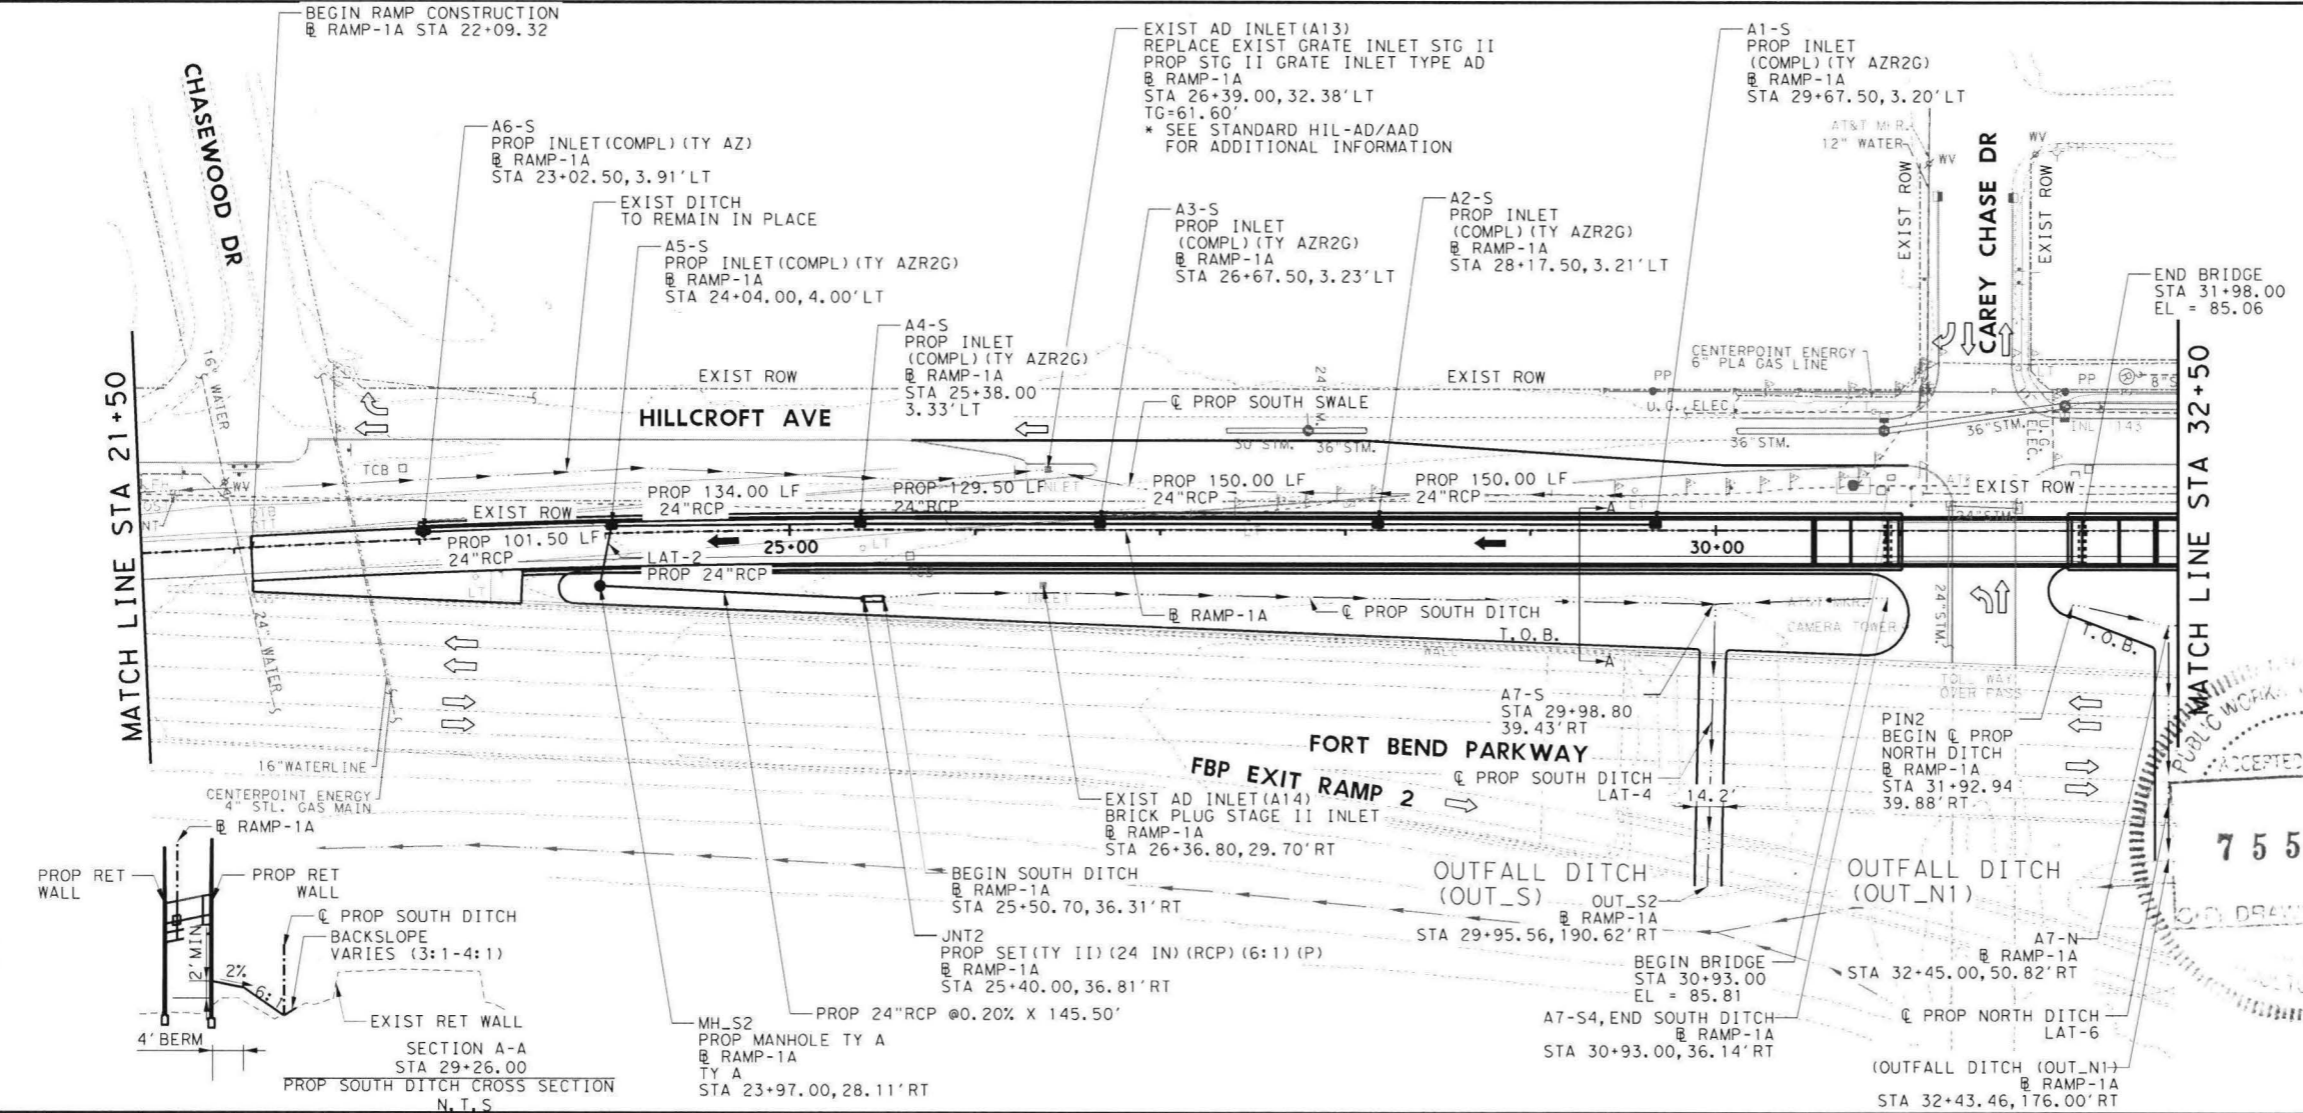 BEGIN RAMP CONSTRUCTION
℄ RAMP-1A STA 22+09.32
EXIST AD INLET(A13)
REPLACE EXIST GRATE INLET STG II
PROP STG II GRATE INLET TYPE AD
℄ RAMP-1A
STA 26+39.00,32.38'LT
TG=61.60'
* SEE STANDARD HIL-AD/AAD
FOR ADDITIONAL INFORMATION
A1-S
PROP INLET
(COMPL)(TY AZR2G)
℄ RAMP-1A
STA 29+67.50,3.20'LT
CHASEWOOD DR
A6-S
PROP INLET(COMPL)(TY AZ)
℄ RAMP-1A
STA 23+02.50,3.91'LT
EXIST DITCH
TO REMAIN IN PLACE
A5-S
PROP INLET(COMPL)(TY AZR2G)
℄ RAMP-1A
STA 24+04.00,4.00'LT
A3-S
PROP INLET
(COMPL)(TY AZR2G)
℄ RAMP-1A
STA 26+67.50,3.23'LT
A2-S
PROP INLET
(COMPL)(TY AZR2G)
℄ RAMP-1A
STA 28+17.50,3.21'LT
AT&T MKR.
12" WATER
WV
WV
EXIST ROW
CAREY CHASE DR
EXIST ROW
END BRIDGE
STA 31+98.00
EL = 85.06
A4-S
PROP INLET
(COMPL)(TY AZR2G)
℄ RAMP-1A
STA 25+38.00
3.33'LT
MATCH LINE STA 21+50
16" WATER
EXIST ROW
HILLCROFT AVE
℄ PROP SOUTH SWALE
24"STM.
EXIST ROW
CENTERPOINT ENERGY
6" PLA GAS LINE
PP
U.G. ELEC.
PP
8"S
MATCH LINE STA 32+50
30"STM.
36"STM.
36"STM.
36"STM.
U.G. ELEC.
INL 143
TCB
WV
PROP 134.00 LF
24"RCP
PROP 129.50 LF
24"RCP
INLET
PROP 150.00 LF
24"RCP
PROP 150.00 LF
24"RCP
EXIST ROW
EXIST ROW
A
24"STM.
PROP 101.50 LF
24"RCP
25+00
30+00
LT
LAT-2
PROP 24"RCP
LT
INLET
℄ RAMP-1A
℄ PROP SOUTH DITCH
T.O.B.
AT&T MKR.
CAMERA TOWER
24"STM.
T.O.B.
24" WATER
WALL
A
TOLL WAY
OVER PASS
A7-S
STA 29+98.80
39.43'RT
PIN2
BEGIN ℄ PROP
NORTH DITCH
℄ RAMP-1A
STA 31+92.94
39.88'RT
FORT BEND PARKWAY
FBP EXIT RAMP 2
℄ PROP SOUTH DITCH
LAT-4
14.2'
PUBLIC WORKS
ACCEPTED
755
16"WATERLINE
CENTERPOINT ENERGY
4" STL. GAS MAIN
℄ RAMP-1A
EXIST AD INLET(A14)
BRICK PLUG STAGE II INLET
℄ RAMP-1A
STA 26+36.80,29.70'RT
PROP RET
WALL
PROP RET
WALL
℄ PROP SOUTH DITCH
BACKSLOPE
VARIES (3:1-4:1)
2' MIN
2%
6:1
EXIST RET WALL
4' BERM
SECTION A-A
STA 29+26.00
PROP SOUTH DITCH CROSS SECTION
N.T.S
BEGIN SOUTH DITCH
℄ RAMP-1A
STA 25+50.70,36.31'RT
JNT2
PROP SET(TY II)(24 IN)(RCP)(6:1)(P)
℄ RAMP-1A
STA 25+40.00,36.81'RT
PROP 24"RCP @0.20% X 145.50'
MH_S2
PROP MANHOLE TY A
℄ RAMP-1A
TY A
STA 23+97.00,28.11'RT
OUTFALL DITCH
(OUT_S)
OUT_S2
℄ RAMP-1A
STA 29+95.56,190.62'RT
OUTFALL DITCH
(OUT_N1)
BEGIN BRIDGE
STA 30+93.00
EL = 85.81
A7-S4,END SOUTH DITCH
℄ RAMP-1A
STA 30+93.00,36.14'RT
A7-N
℄ RAMP-1A
STA 32+45.00,50.82'RT
℄ PROP NORTH DITCH
LAT-6
(OUTFALL DITCH (OUT_N1)
℄ RAMP-1A
STA 32+43.46,176.00'RT